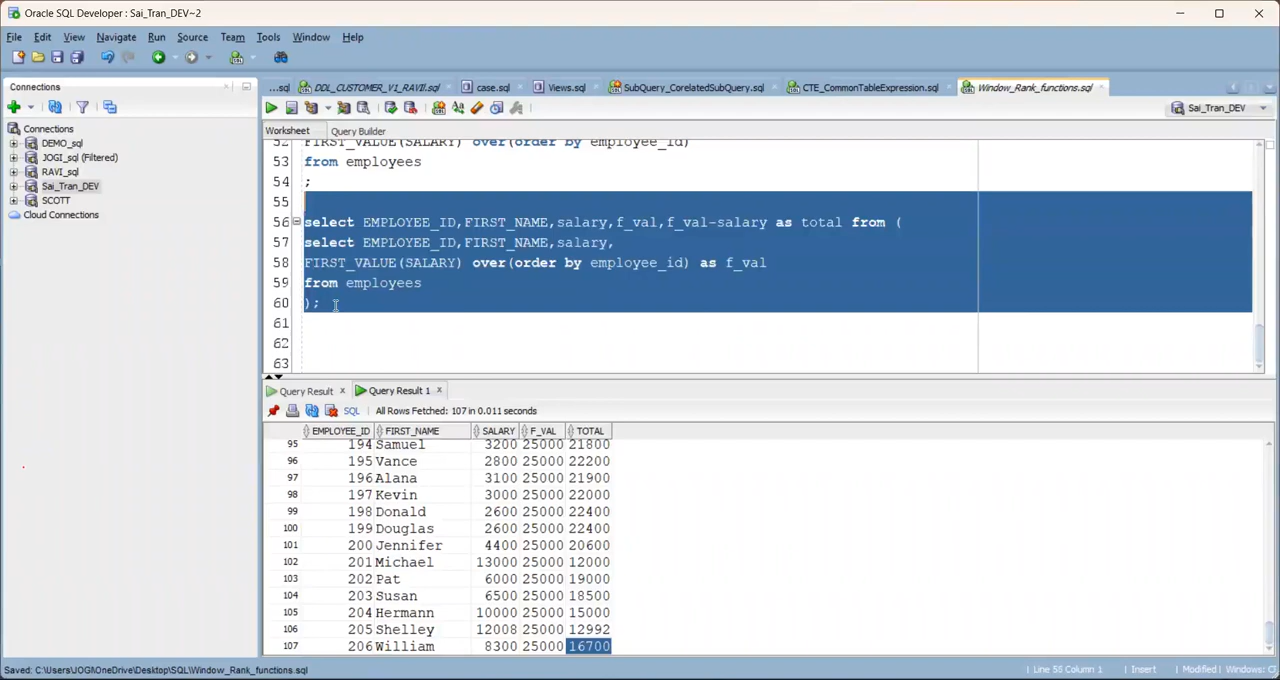 Oracle SQL Developer : Sai_Tran_DEV~2
File Edit View Navigate Run Source Team Tools Window Help
Connections
Connections
DEMO_sql
JOGI_sql (Filtered)
RAVI_sql
Sai_Tran_DEV
SCOTT
Cloud Connections
...sql DDL_CUSTOMER_V1_RAVI.sql case.sql Views.sql SubQuery_CorelatedSubQuery.sql CTE_CommonTableExpression.sql Window_Rank_functions.sql
Sai_Tran_DEV
Worksheet Query Builder
52 FIRST_VALUE(SALARY) over(order by employee_id)
53 from employees
54 ;
55
56 select EMPLOYEE_ID,FIRST_NAME,salary,f_val,f_val-salary as total from (
57 select EMPLOYEE_ID,FIRST_NAME,salary,
58 FIRST_VALUE(SALARY) over(order by employee_id) as f_val
59 from employees
60 );
61
62
63
Query Result Query Result 1
SQL All Rows Fetched: 107 in 0.011 seconds
EMPLOYEE_ID FIRST_NAME SALARY F_VAL TOTAL
95 194 Samuel 3200 25000 21800
96 195 Vance 2800 25000 22200
97 196 Alana 3100 25000 21900
98 197 Kevin 3000 25000 22000
99 198 Donald 2600 25000 22400
100 199 Douglas 2600 25000 22400
101 200 Jennifer 4400 25000 20600
102 201 Michael 13000 25000 12000
103 202 Pat 6000 25000 19000
104 203 Susan 6500 25000 18500
105 204 Hermann 10000 25000 15000
106 205 Shelley 12008 25000 12992
107 206 William 8300 25000 16700
Saved: C:\Users\JOGI\OneDrive\Desktop\SQL\Window_Rank_functions.sql
Line 55 Column 1 Insert Modified Windows: